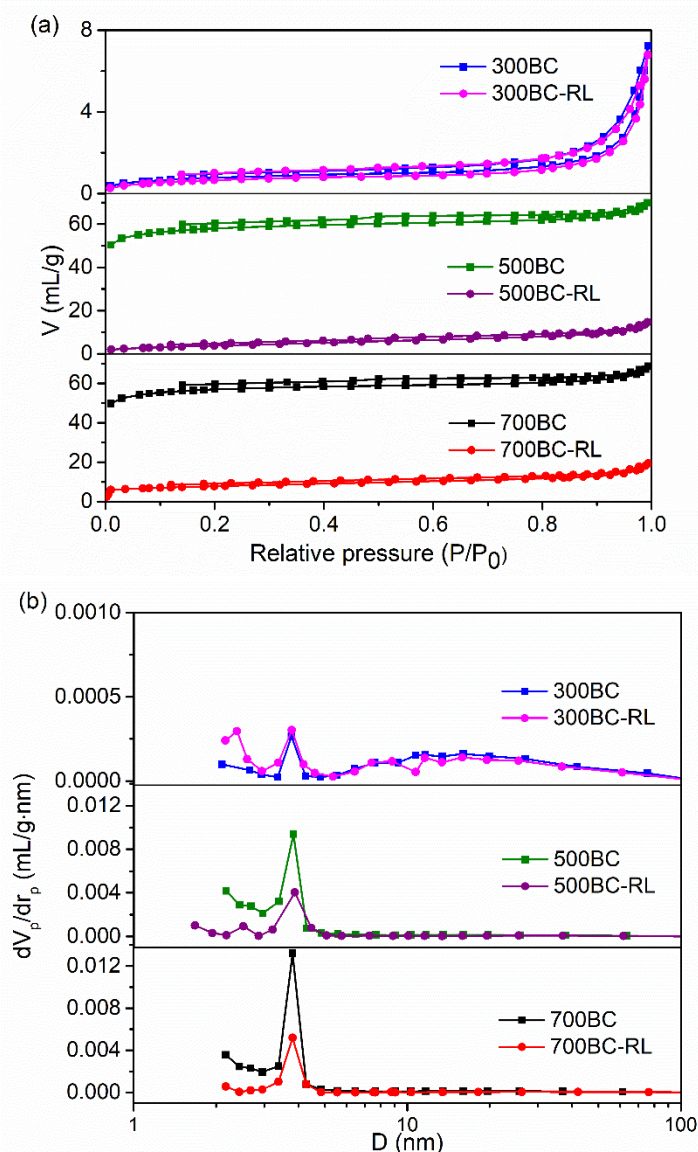 (a)
8
4
0
300BC
300BC-RL
60
40
20
0
500BC
500BC-RL
V (mL/g)
60
40
20
0
700BC
700BC-RL
0.0 0.2 0.4 0.6 0.8 1.0
Relative pressure (P/P0)
(b)
0.0010
0.0005
0.0000
300BC
300BC-RL
0.012
0.008
0.004
0.000
500BC
500BC-RL
dVp/drp (mL/g·nm)
0.012
0.008
0.004
0.000
700BC
700BC-RL
1 10 100
D (nm)